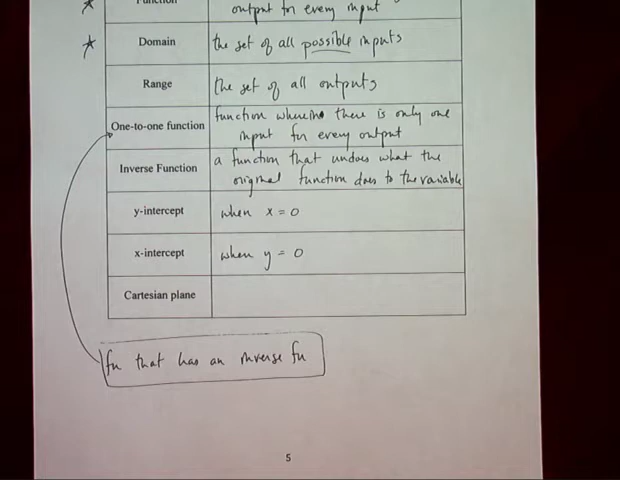 Function
output for every input
* Domain the set of all possible inputs
Range the set of all outputs
One-to-one function
function wherein there is only one
input for every output
Inverse Function
a function that undoes what the
original function does to the variable
y-intercept when x = 0
x-intercept when y = 0
Cartesian plane
fn that has an inverse fn
5